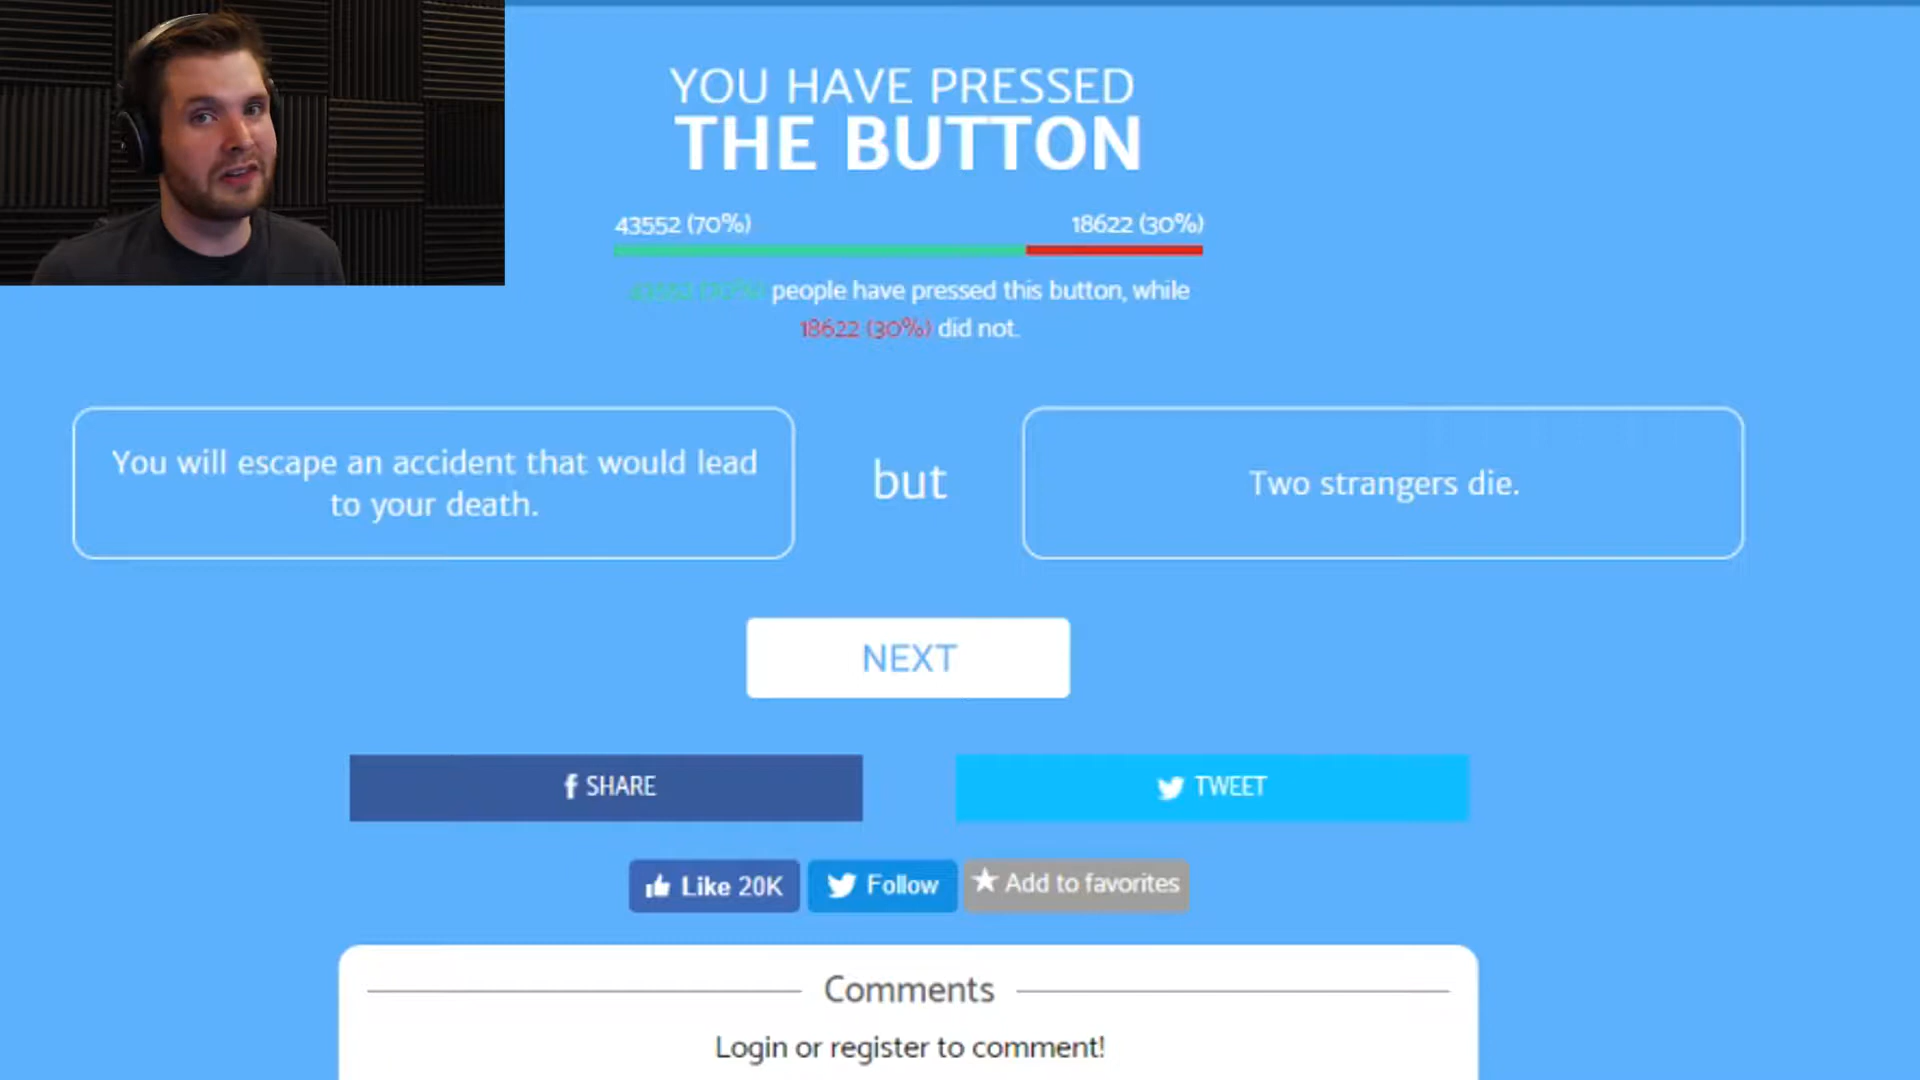 YOU HAVE PRESSED
THE BUTTON
43552 (70%) 18622 (30%)
people have pressed this button, while
18622 (30%) did not.
You will escape an accident that would lead
to your death.
but
Two strangers die.
NEXT
f SHARE
TWEET
Like 20K
Follow
Add to favorites
Comments
Login or register to comment!